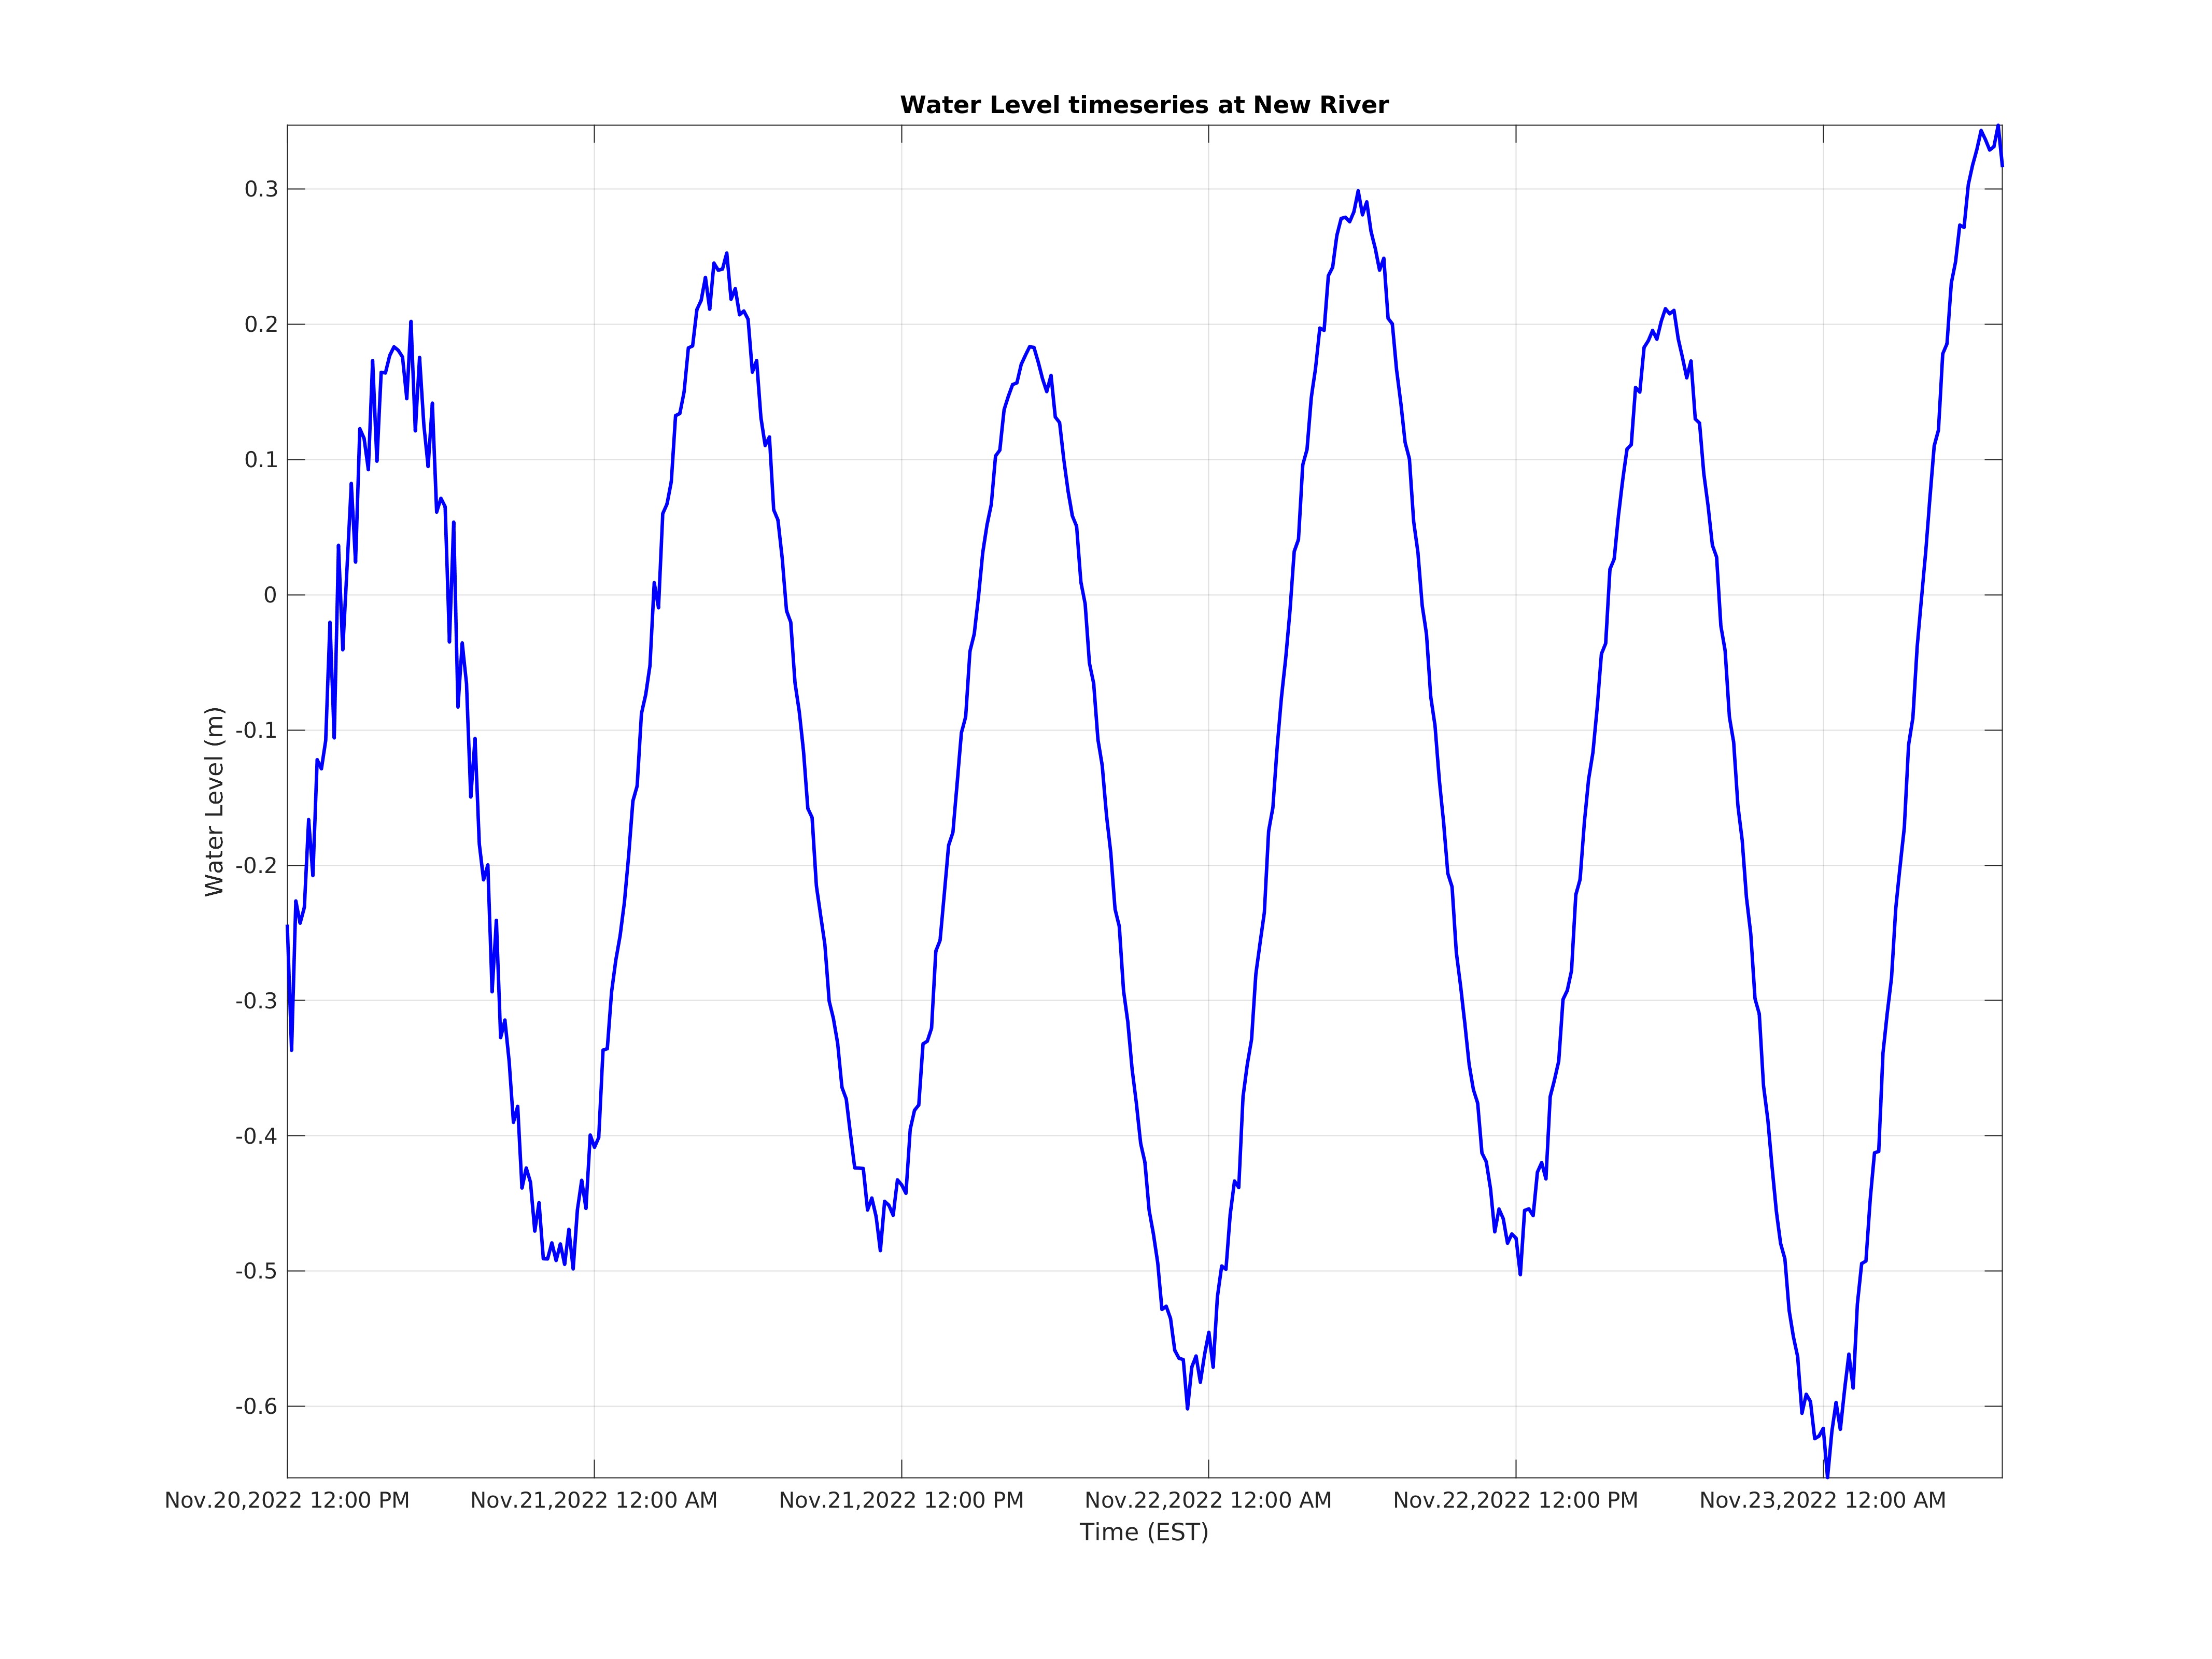 Water Level timeseries at New River
0.3
0.2
0.1
0
-0.1
-0.2
-0.3
-0.4
-0.5
-0.6
Water Level (m)
Nov.20,2022 12:00 PM
Nov.21,2022 12:00 AM
Nov.21,2022 12:00 PM
Nov.22,2022 12:00 AM
Nov.22,2022 12:00 PM
Nov.23,2022 12:00 AM
Time (EST)